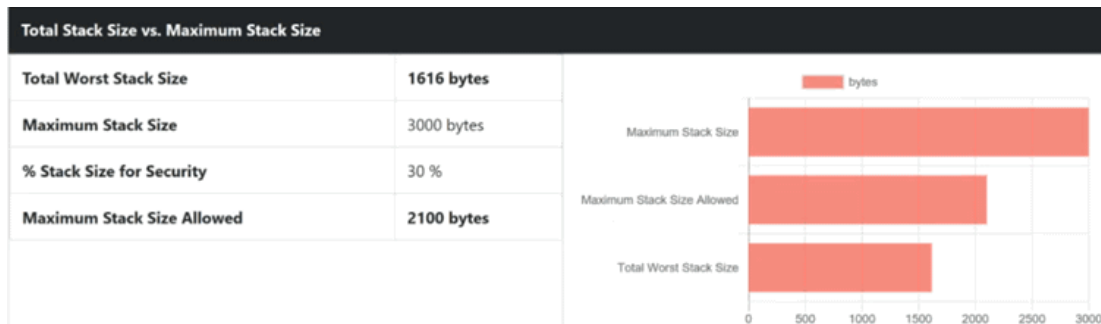 Total Stack Size vs. Maximum Stack Size
Total Worst Stack Size 1616 bytes
Maximum Stack Size 3000 bytes
% Stack Size for Security 30 %
Maximum Stack Size Allowed 2100 bytes
bytes
Maximum Stack Size
Maximum Stack Size Allowed
Total Worst Stack Size
0 500 1000 1500 2000 2500 3000